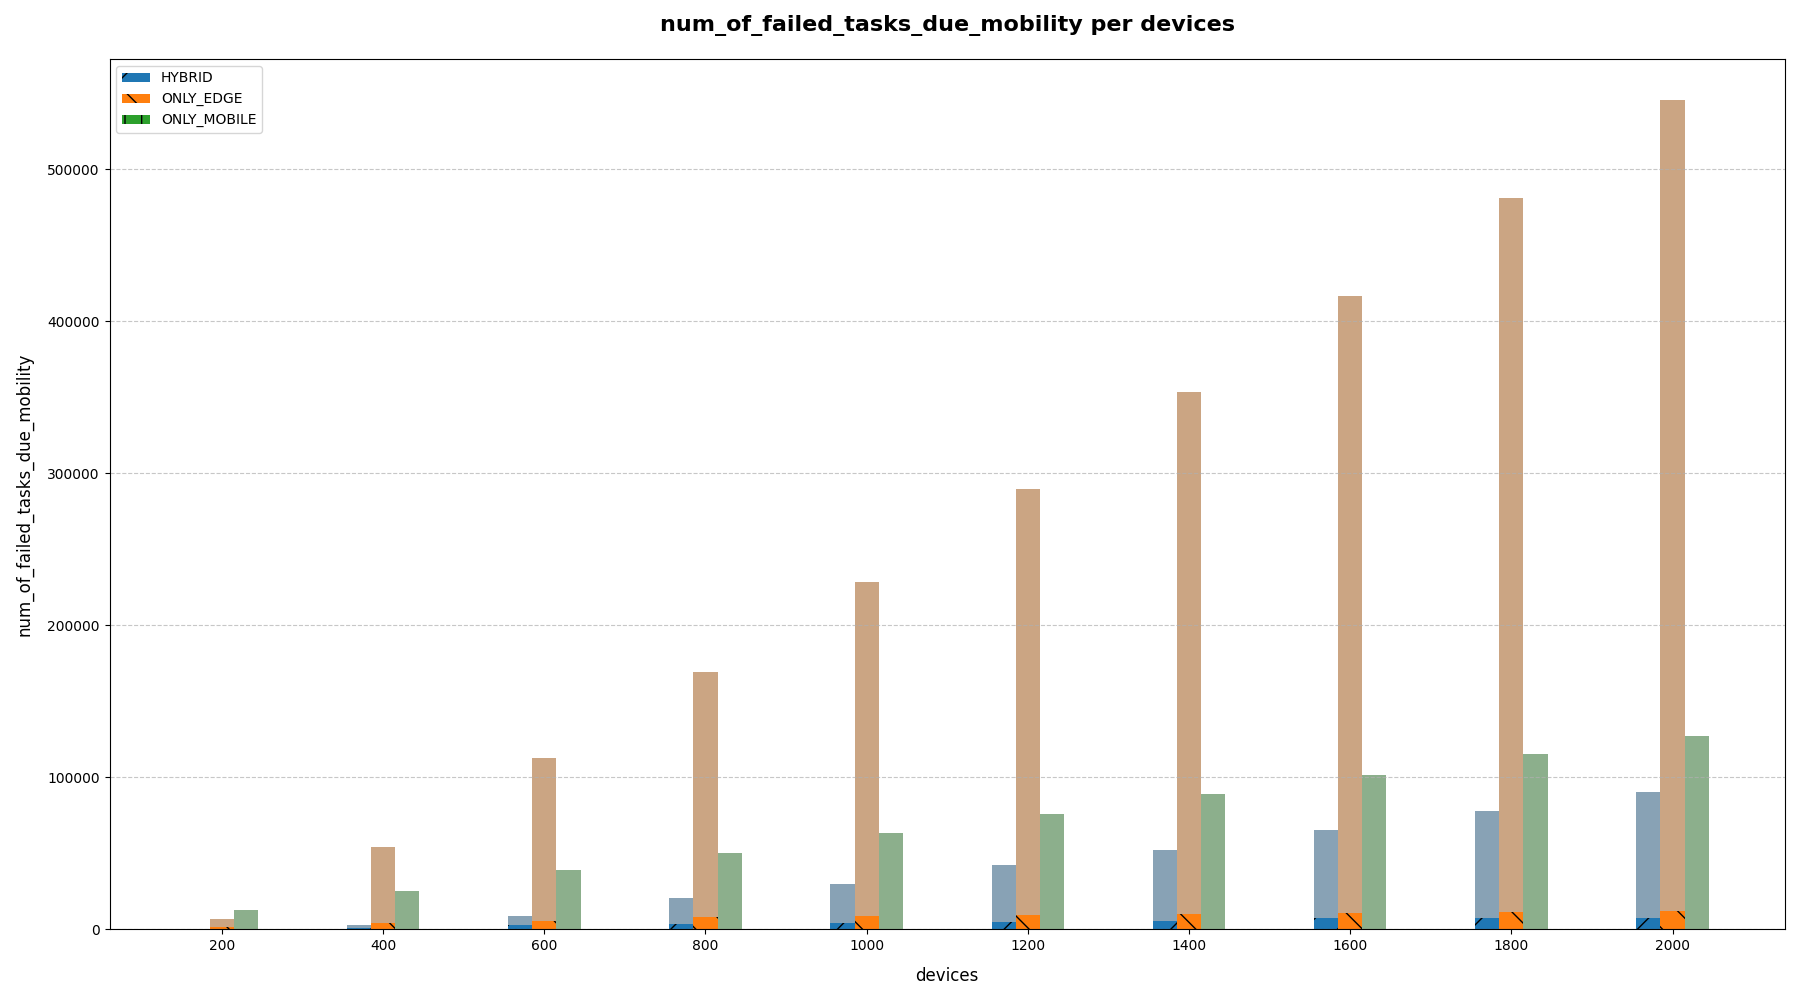 num_of_failed_tasks_due_mobility per devices
HYBRID
ONLY_EDGE
ONLY_MOBILE
num_of_failed_tasks_due_mobility
500000
400000
300000
200000
100000
0
200 400 600 800 1000 1200 1400 1600 1800 2000
devices